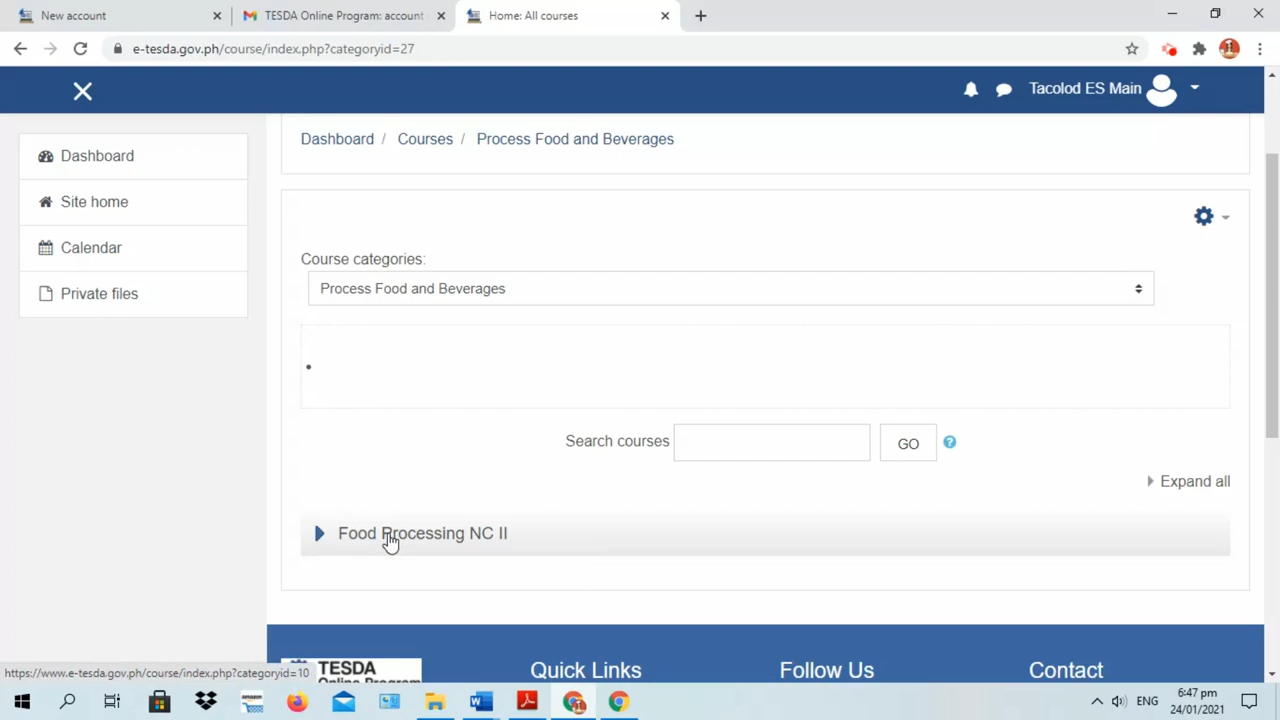 New account
TESDA Online Program: account
Home: All courses
e-tesda.gov.ph/course/index.php?categoryid=27
Tacolod ES Main
Dashboard / Courses / Process Food and Beverages
Dashboard
Site home
Calendar
Private files
Course categories:
Process Food and Beverages
Search courses
GO
Expand all
Food Processing NC II
TESDA
Online Program
Quick Links
Follow Us
Contact
https://www.e-tesda.gov.ph/course/index.php?categoryid=10
ENG
6:47 pm
24/01/2021